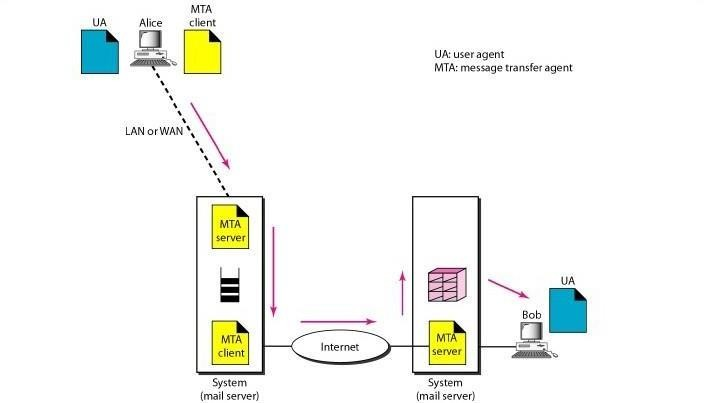 UA
Alice
MTA
client
UA: user agent
MTA: message transfer agent
LAN or WAN
MTA
server
MTA
client
System
(mail server)
Internet
MTA
server
System
(mail server)
UA
Bob